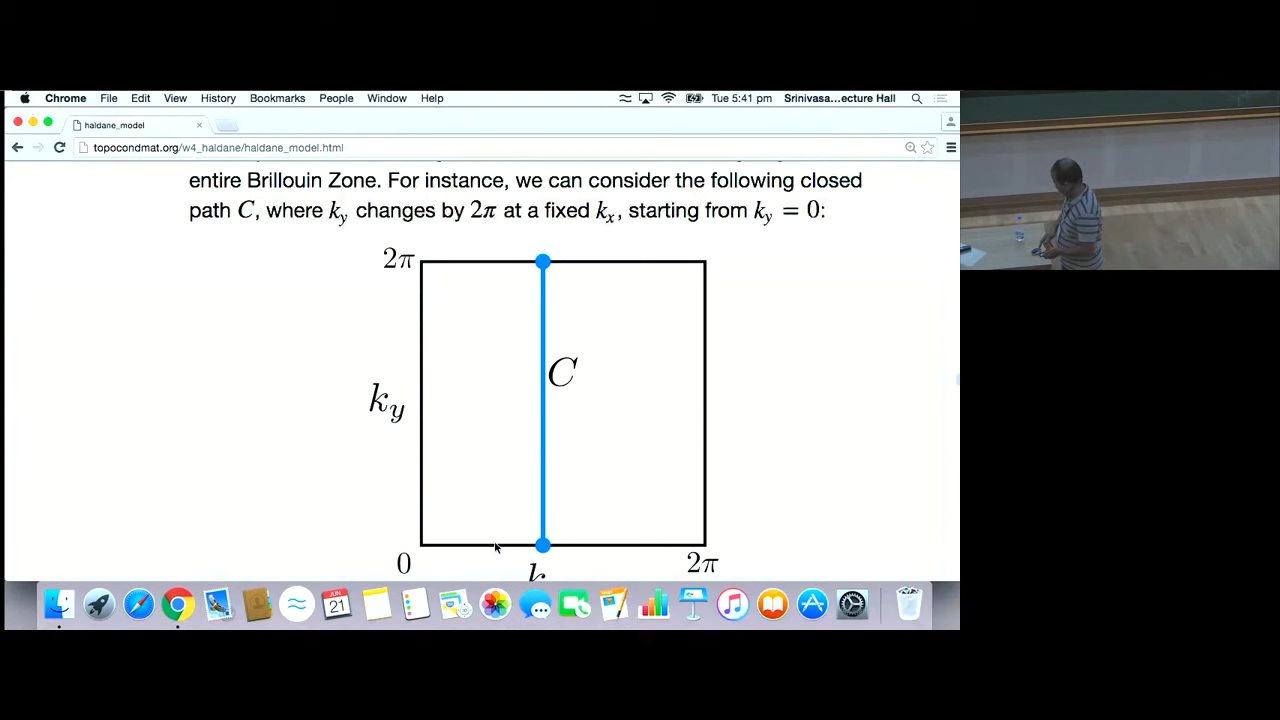 Chrome File Edit View History Bookmarks People Window Help Tue 5:41 pm Srinivasa...ecture Hall
haldane_model
topocondmat.org/w4_haldane/haldane_model.html
entire Brillouin Zone. For instance, we can consider the following closed
path C, where k_y changes by 2π at a fixed k_x, starting from k_y = 0:
2π
C
k_y
0 2π
k
JUN
21